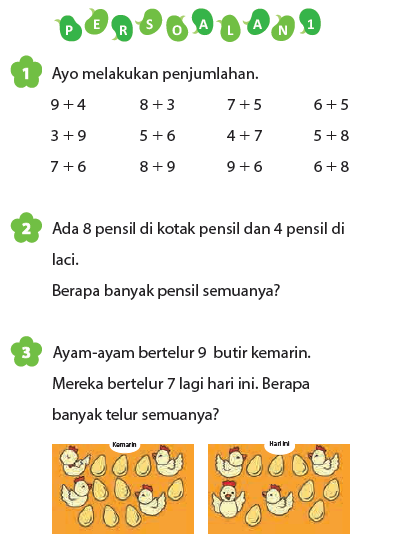 PERSOALAN 1
1 Ayo melakukan penjumlahan.
9 + 4 8 + 3 7 + 5 6 + 5
3 + 9 5 + 6 4 + 7 5 + 8
7 + 6 8 + 9 9 + 6 6 + 8
2 Ada 8 pensil di kotak pensil dan 4 pensil di
laci.
Berapa banyak pensil semuanya?
3 Ayam-ayam bertelur 9 butir kemarin.
Mereka bertelur 7 lagi hari ini. Berapa
banyak telur semuanya?
Kemarin Hari ini